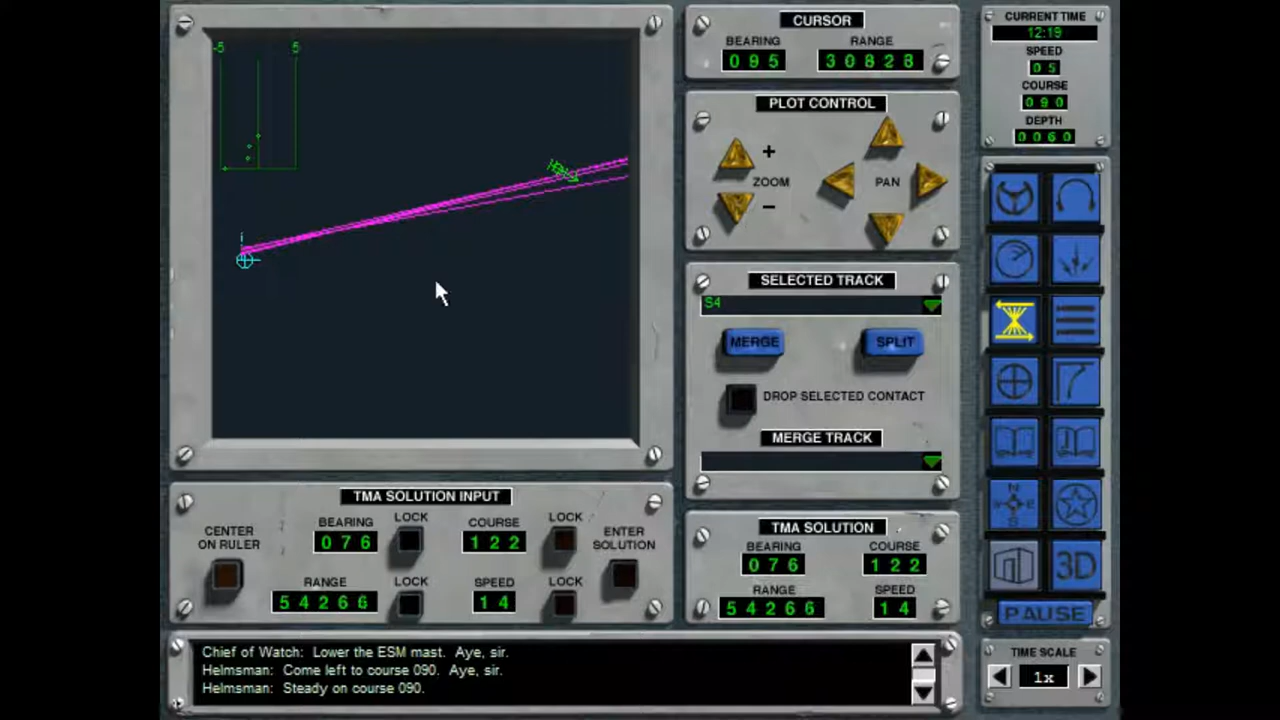 -5 5
CURSOR
BEARING RANGE
095 30828
PLOT CONTROL
+
ZOOM PAN
-
SELECTED TRACK
S4
MERGE SPLIT
DROP SELECTED CONTACT
MERGE TRACK
TMA SOLUTION INPUT
CENTER ON RULER
BEARING LOCK COURSE LOCK
076 122
ENTER SOLUTION
RANGE LOCK SPEED LOCK
54266 14
TMA SOLUTION
BEARING COURSE
076 122
RANGE SPEED
54266 14
Chief of Watch: Lower the ESM mast. Aye, sir.
Helmsman: Come left to course 090. Aye, sir.
Helmsman: Steady on course 090.
CURRENT TIME
12:19
SPEED
05
COURSE
090
DEPTH
0060
N
W E
S
3D
PAUSE
TIME SCALE
1x